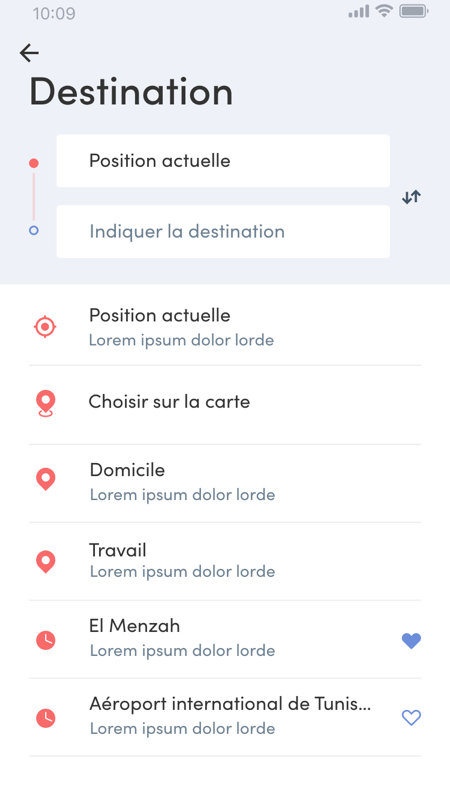 10:09
Destination
Position actuelle
Indiquer la destination
Position actuelle
Lorem ipsum dolor lorde
Choisir sur la carte
Domicile
Lorem ipsum dolor lorde
Travail
Lorem ipsum dolor lorde
El Menzah
Lorem ipsum dolor lorde
Aéroport international de Tunis...
Lorem ipsum dolor lorde